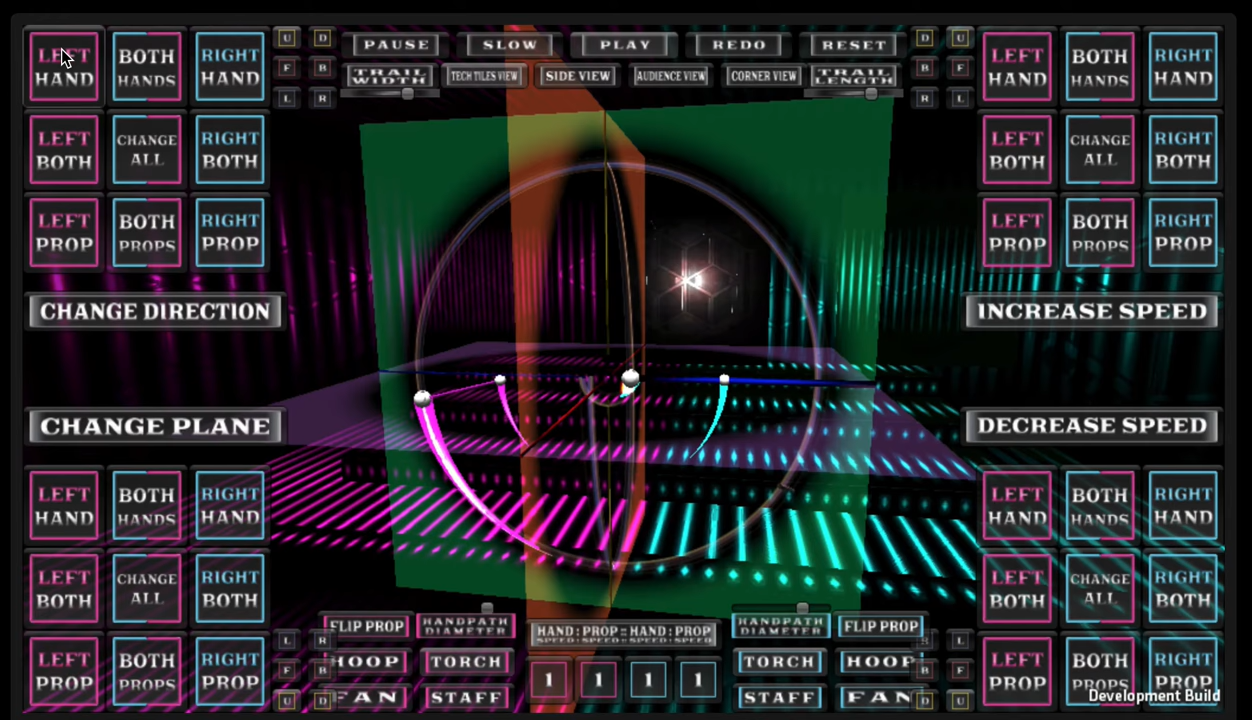 LEFT HAND
BOTH HANDS
RIGHT HAND
U D
PAUSE SLOW PLAY REDO RESET
D U
LEFT HAND
BOTH HANDS
RIGHT HAND
F B
TRAIL WIDTH
TECH TILES VIEW
SIDE VIEW
AUDIENCE VIEW
CORNER VIEW
TRAIL LENGTH
B F
L R
R L
LEFT BOTH
CHANGE ALL
RIGHT BOTH
LEFT BOTH
CHANGE ALL
RIGHT BOTH
LEFT PROP
BOTH PROPS
RIGHT PROP
LEFT PROP
BOTH PROPS
RIGHT PROP
CHANGE DIRECTION
INCREASE SPEED
CHANGE PLANE
DECREASE SPEED
LEFT HAND
BOTH HANDS
RIGHT HAND
LEFT HAND
BOTH HANDS
RIGHT HAND
LEFT BOTH
CHANGE ALL
RIGHT BOTH
LEFT BOTH
CHANGE ALL
RIGHT BOTH
FLIP PROP
HANDPATH DIAMETER
HAND : PROP :: HAND : PROP
SPEED : SPEED :: SPEED : SPEED
HANDPATH DIAMETER
FLIP PROP
L R
R L
LEFT PROP
BOTH PROPS
RIGHT PROP
F B
HOOP TORCH
1 1 1 1
TORCH HOOP
B F
LEFT PROP
BOTH PROPS
RIGHT PROP
U D
FAN STAFF
STAFF FAN
D U
Development Build